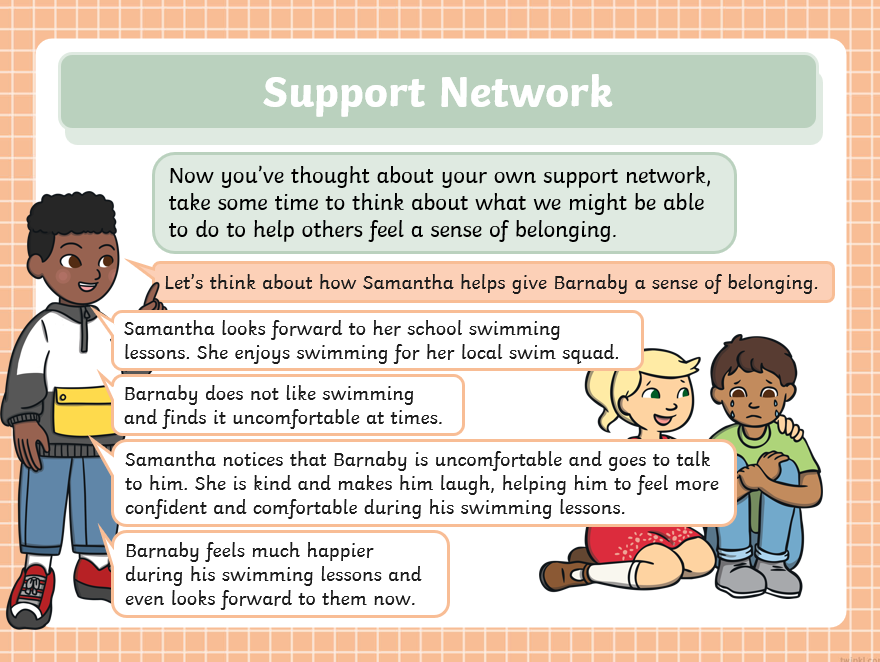 Support Network
Now you've thought about your own support network,
take some time to think about what we might be able
to do to help others feel a sense of belonging.
Let's think about how Samantha helps give Barnaby a sense of belonging.
Samantha looks forward to her school swimming
lessons. She enjoys swimming for her local swim squad.
Barnaby does not like swimming
and finds it uncomfortable at times.
Samantha notices that Barnaby is uncomfortable and goes to talk
to him. She is kind and makes him laugh, helping him to feel more
confident and comfortable during his swimming lessons.
Barnaby feels much happier
during his swimming lessons and
even looks forward to them now.